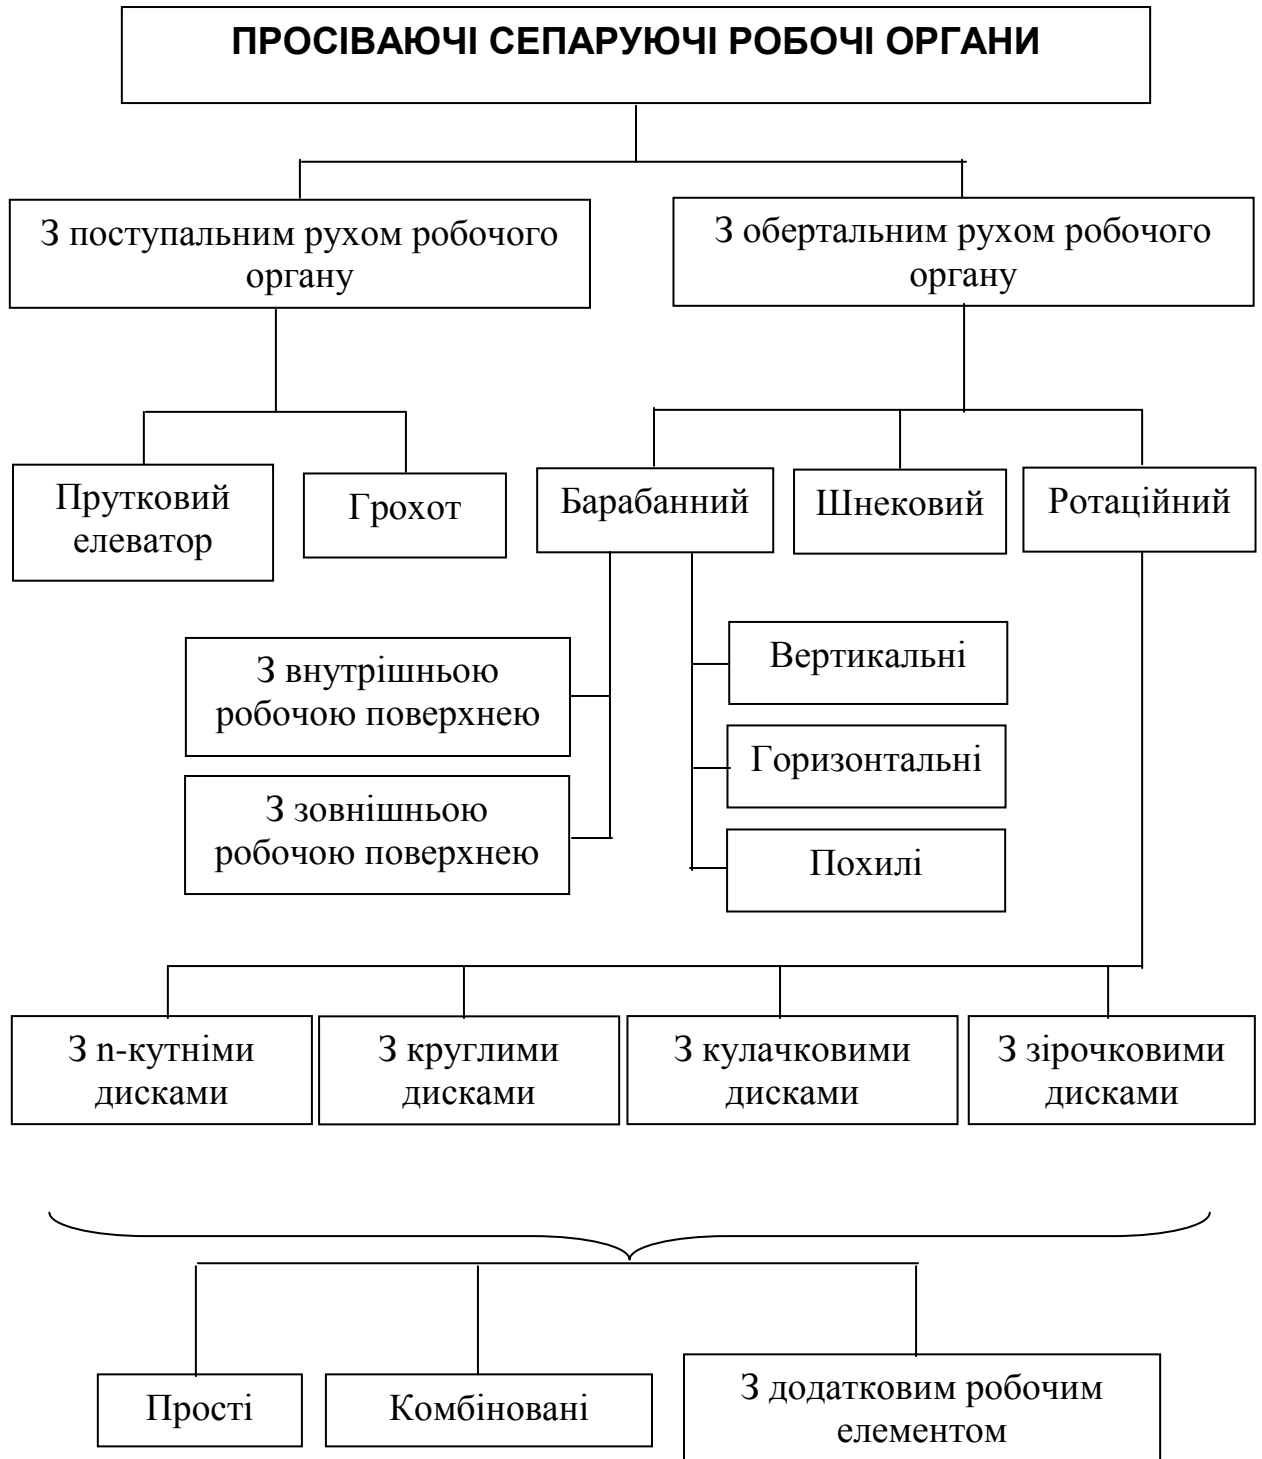 ПРОСІВАЮЧІ СЕПАРУЮЧІ РОБОЧІ ОРГАНИ
З поступальним рухом робочого
органу
З обертальним рухом робочого
органу
Прутковий
елеватор
Грохот
Барабанний
Шнековий
Ротаційний
З внутрішньою
робочою поверхнею
З зовнішньою
робочою поверхнею
Вертикальні
Горизонтальні
Похилі
З n-кутніми
дисками
З круглими
дисками
З кулачковими
дисками
З зірочковими
дисками
Прості
Комбіновані
З додатковим робочим
елементом